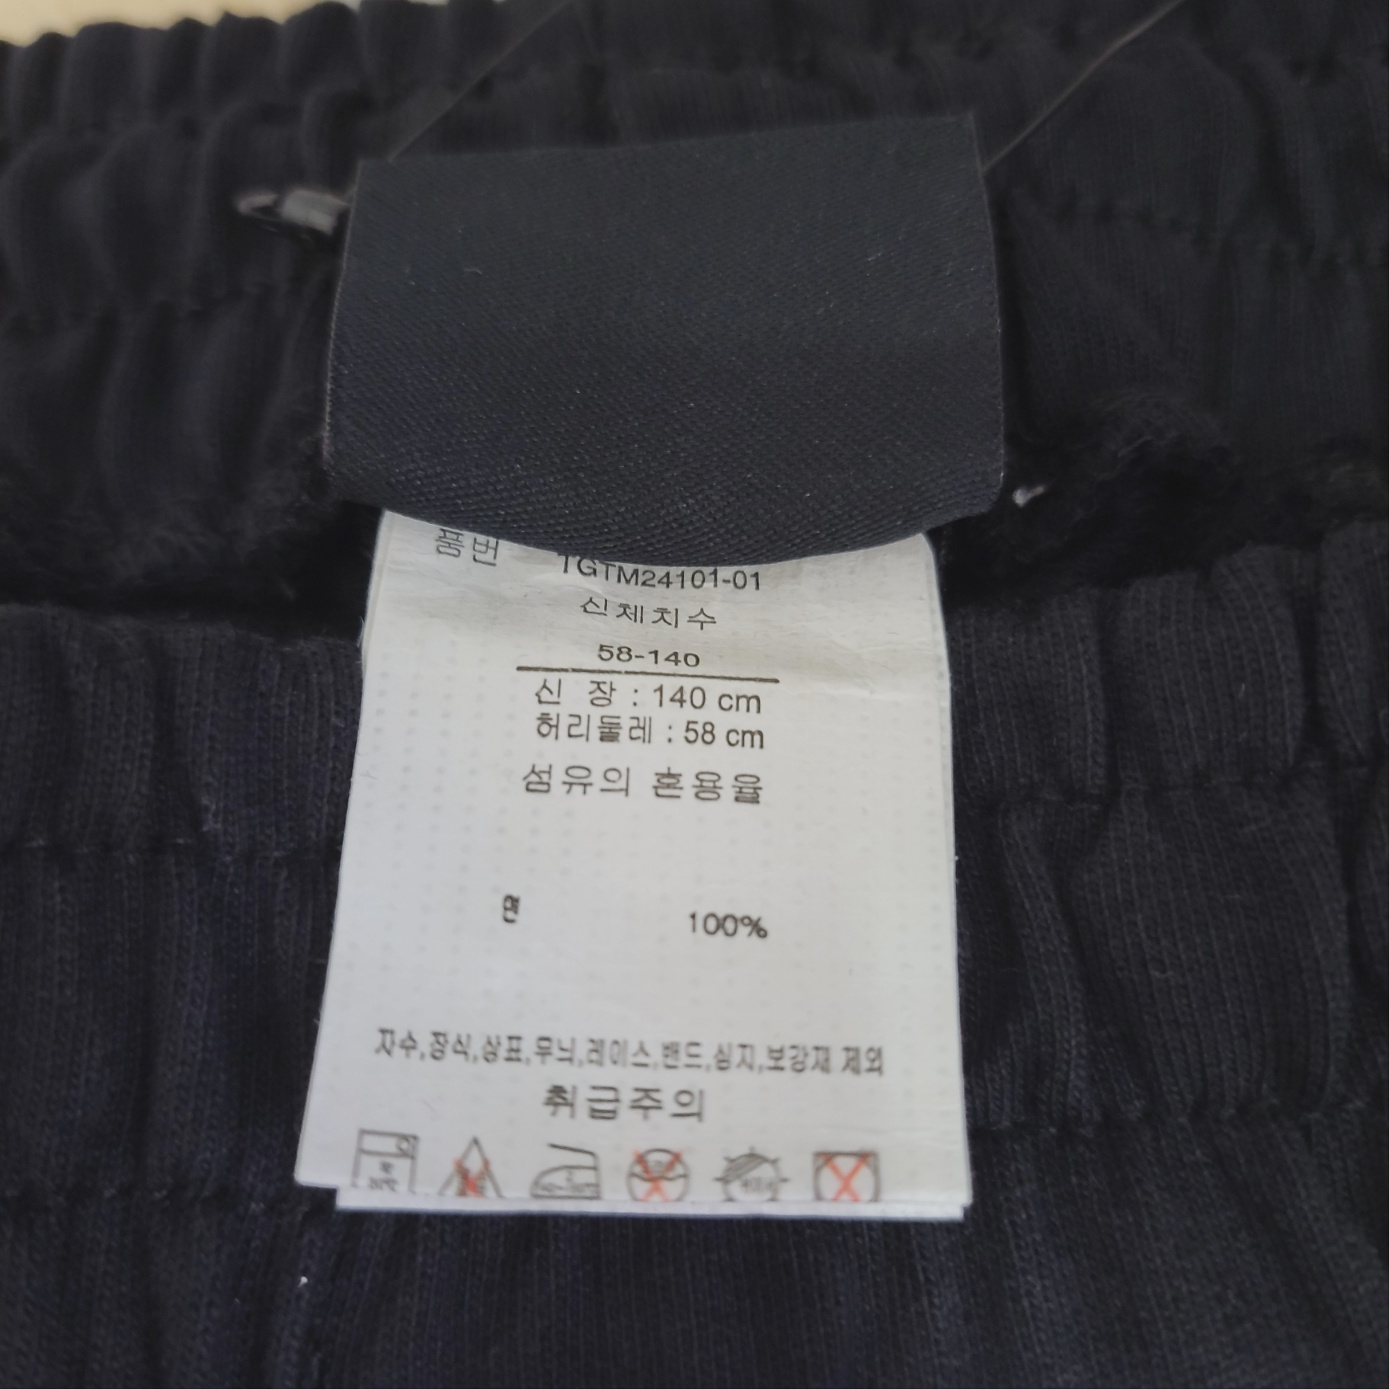 품번 TGTM24101-01
신체치수
58-140
신 장 : 140 cm
허리둘레 : 58 cm
섬유의 혼용율
면 100%
자수,장식,상표,무늬,레이스,밴드,심지,보강재 제외
취급주의